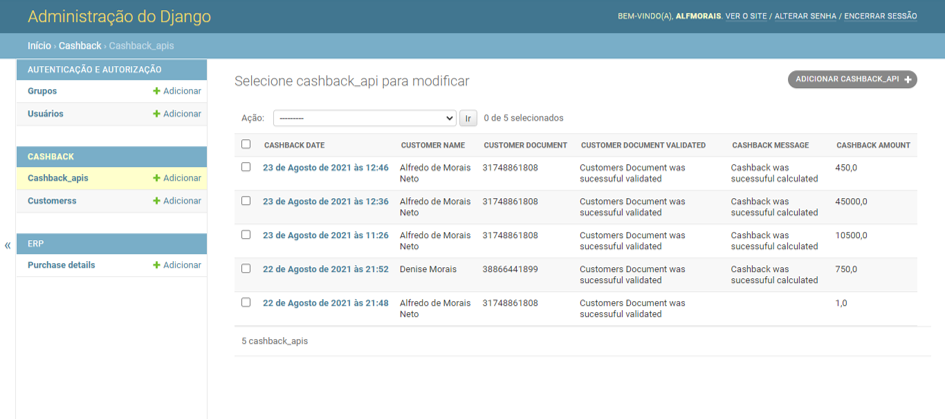 Administração do Django
BEM-VINDO(A), ALFMORAIS. VER O SITE / ALTERAR SENHA / ENCERRAR SESSÃO
Início › Cashback › Cashback_apis
AUTENTICAÇÃO E AUTORIZAÇÃO
Grupos + Adicionar
Usuários + Adicionar
CASHBACK
Cashback_apis + Adicionar
Customerss + Adicionar
«
ERP
Purchase details + Adicionar
Selecione cashback_api para modificar
ADICIONAR CASHBACK_API +
Ação: --------- Ir 0 de 5 selecionados
CASHBACK DATE CUSTOMER NAME CUSTOMER DOCUMENT CUSTOMER DOCUMENT VALIDATED CASHBACK MESSAGE CASHBACK AMOUNT
23 de Agosto de 2021 às 12:46 Alfredo de Morais 31748861808 Customers Document was Cashback was 450,0
Neto sucessuful validated sucessuful calculated
23 de Agosto de 2021 às 12:36 Alfredo de Morais 31748861808 Customers Document was Cashback was 45000,0
Neto sucessuful validated sucessuful calculated
23 de Agosto de 2021 às 11:26 Alfredo de Morais 31748861808 Customers Document was Cashback was 10500,0
Neto sucessuful validated sucessuful calculated
22 de Agosto de 2021 às 21:52 Denise Morais 38866441899 Customers Document was Cashback was 750,0
sucessuful validated sucessuful calculated
22 de Agosto de 2021 às 21:48 Alfredo de Morais 31748861808 Customers Document was 1,0
Neto sucessuful validated
5 cashback_apis